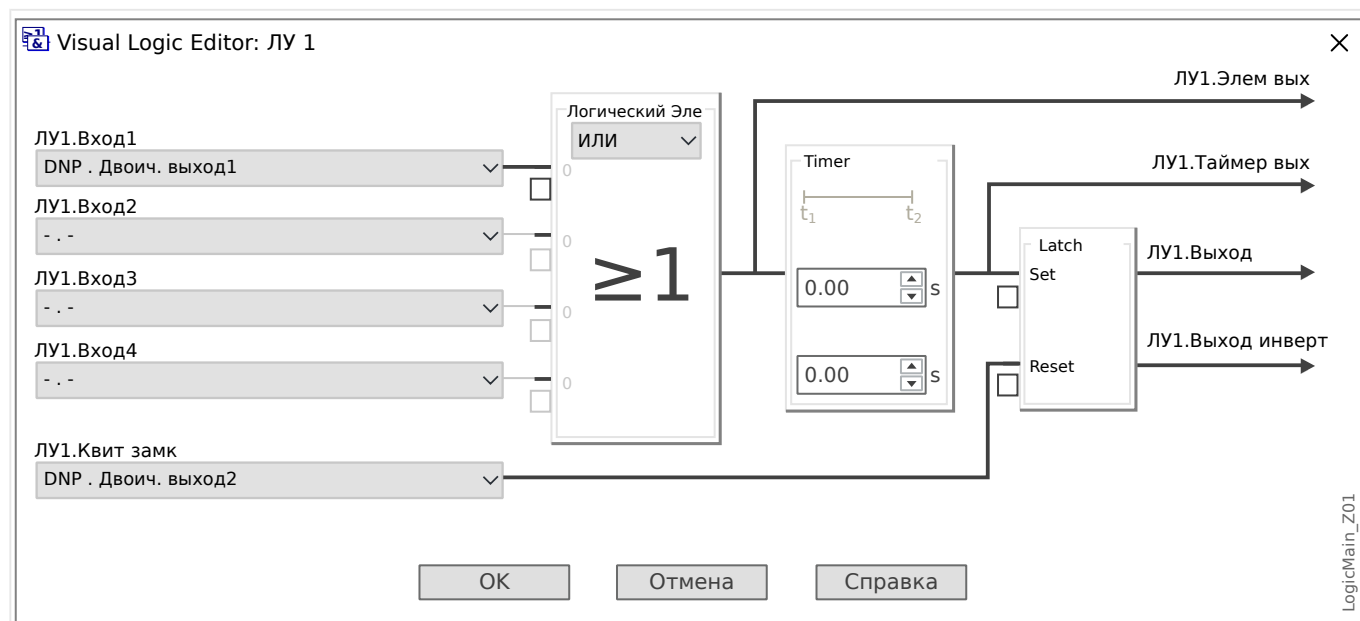 Visual Logic Editor: ЛУ 1
ЛУ1.Элем вых
Логический Эле
ИЛИ
ЛУ1.Вход1
DNP . Двоич. выход1
0
ЛУ1.Вход2
- . -
0
ЛУ1.Вход3
- . -
0
ЛУ1.Вход4
- . -
0
≥1
Timer
t1 t2
0.00 s
0.00 s
ЛУ1.Таймер вых
Latch
Set
Reset
ЛУ1.Выход
ЛУ1.Выход инверт
ЛУ1.Квит замк
DNP . Двоич. выход2
OK Отмена Справка
LogicMain_Z01